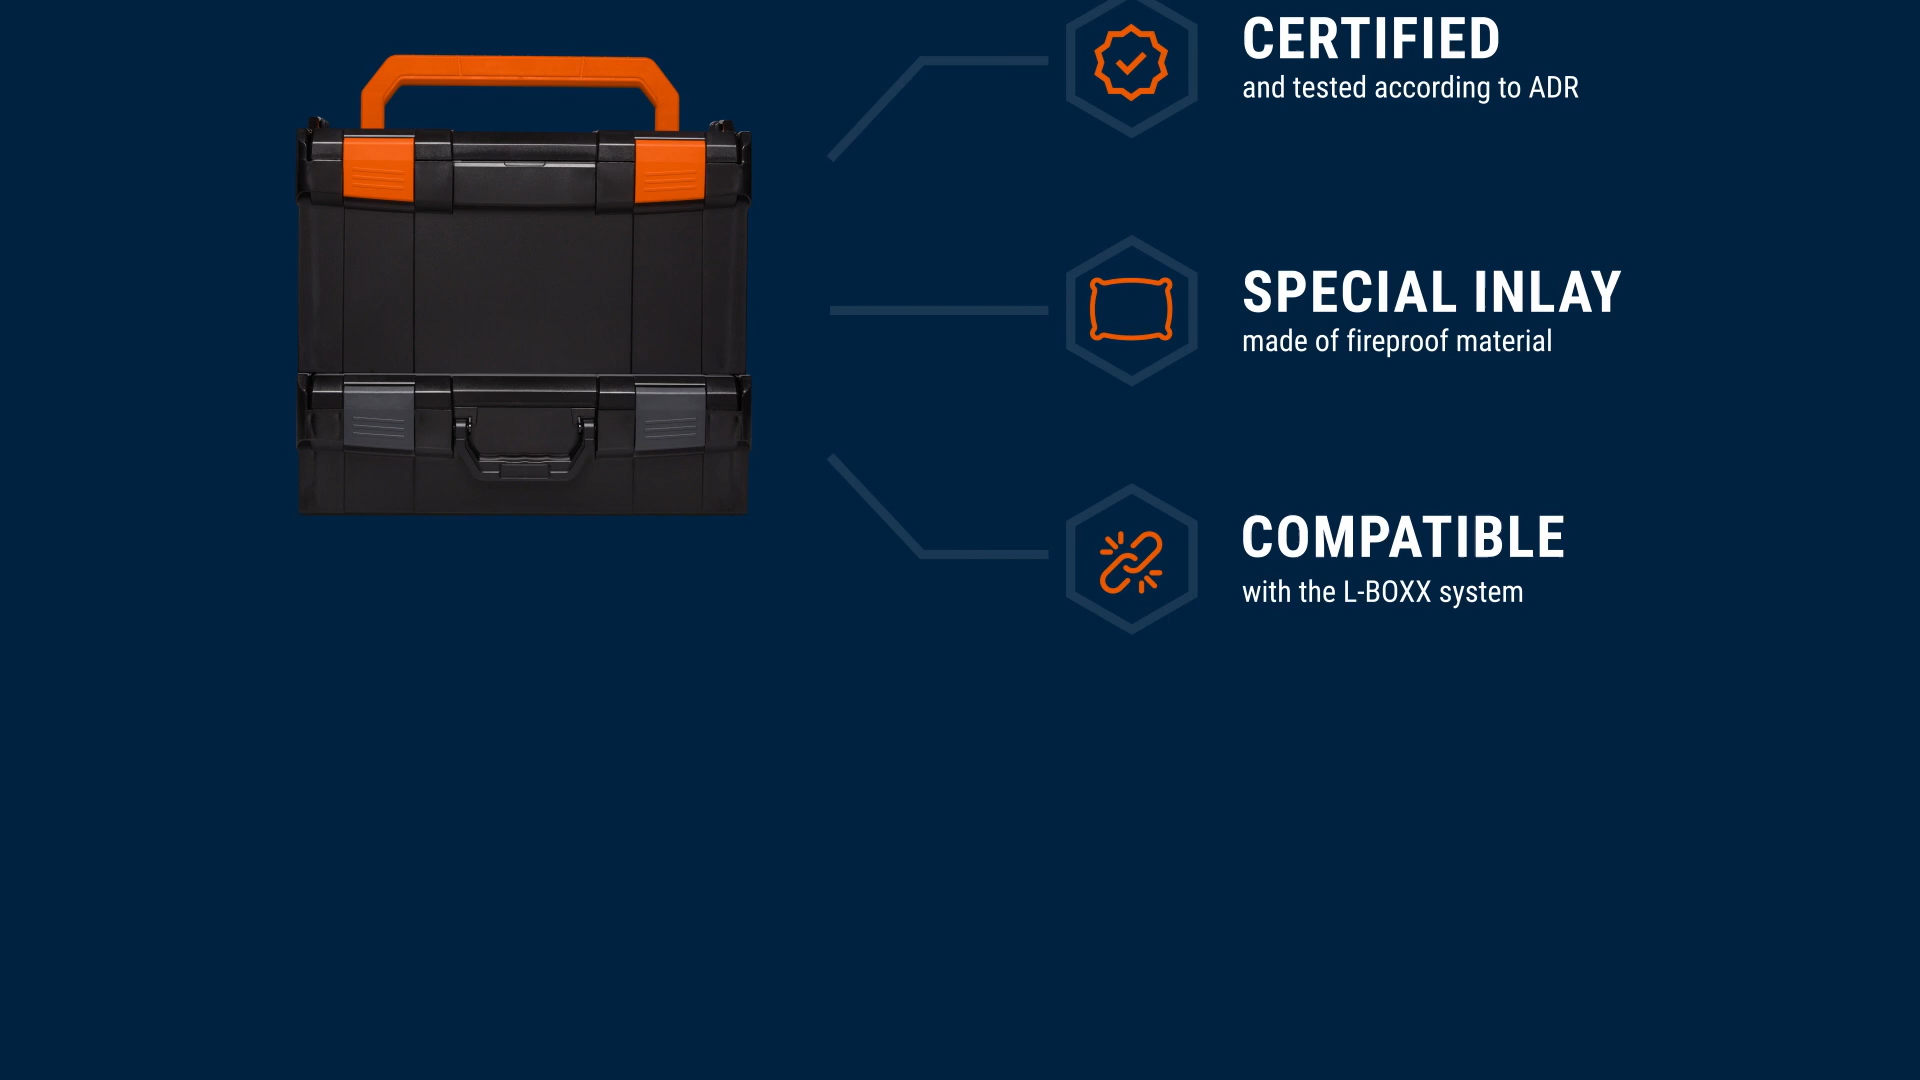 CERTIFIED
and tested according to ADR
SPECIAL INLAY
made of fireproof material
COMPATIBLE
with the L-BOXX system